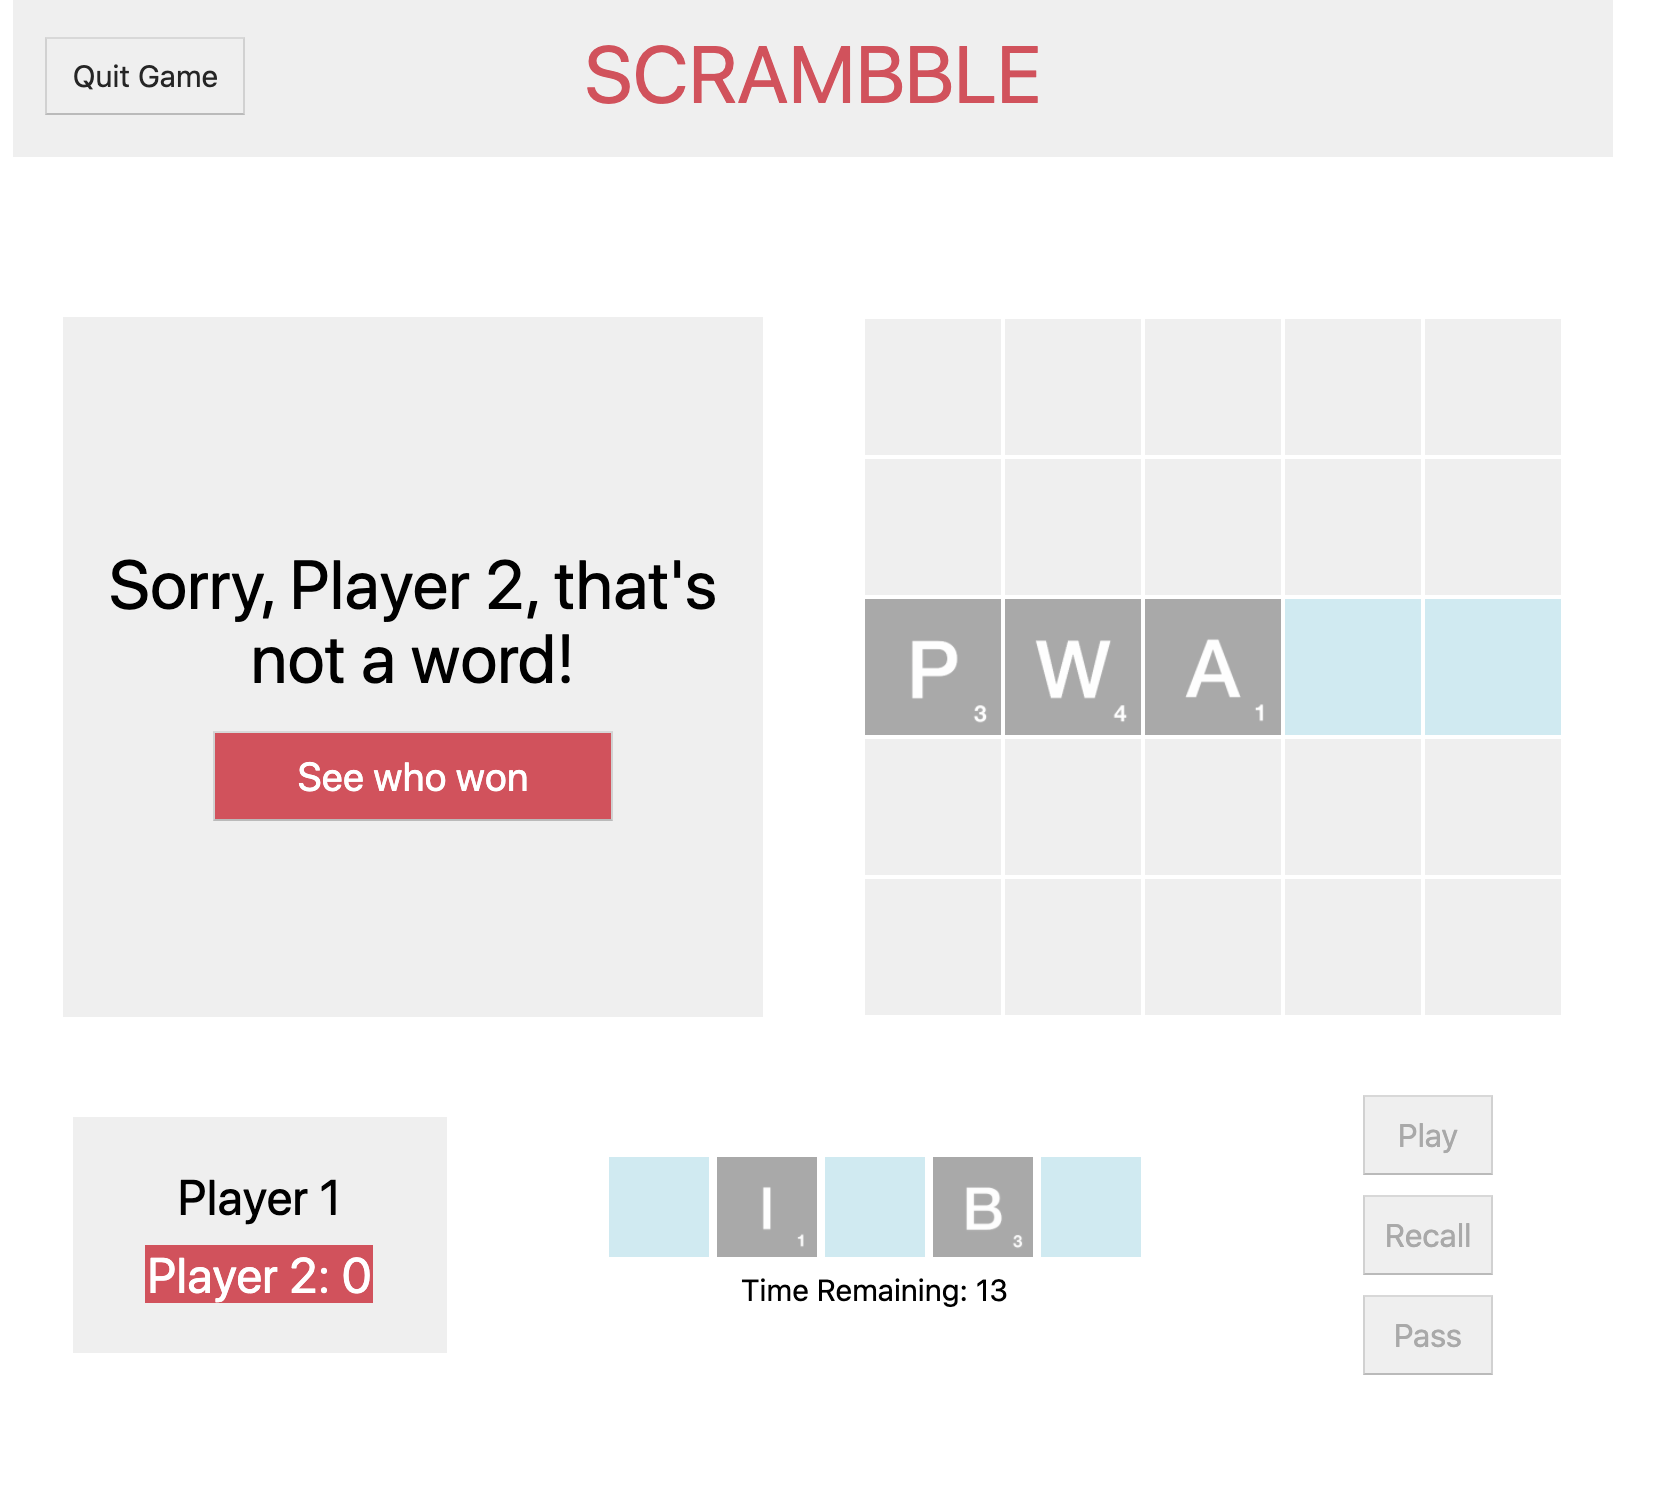 Quit Game
SCRAMBBLE
Sorry, Player 2, that's
not a word!
See who won
P 3 W 4 A 1
Player 1
Player 2: 0
I 1 B 3
Time Remaining: 13
Play
Recall
Pass